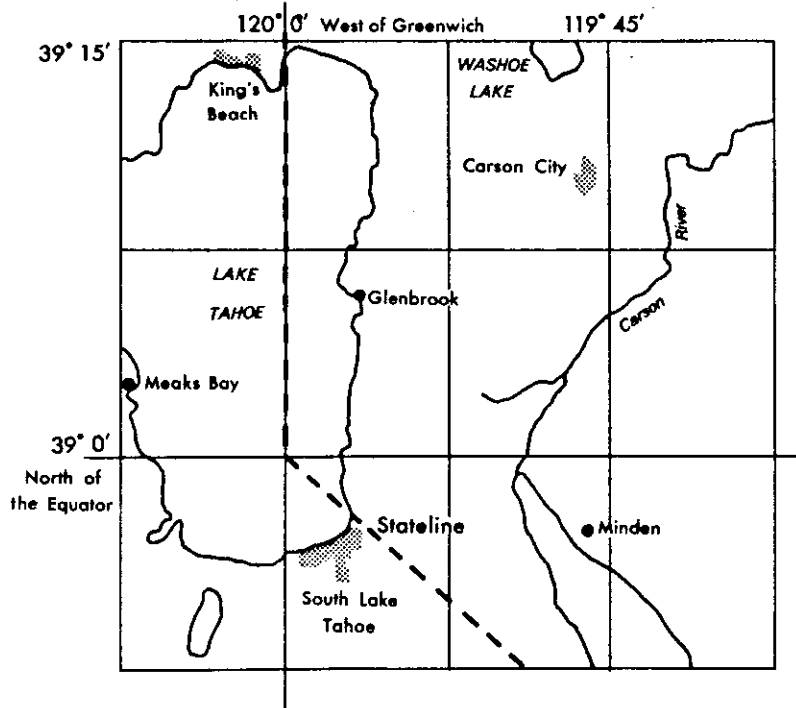 120° 0' West of Greenwich 119° 45'
39° 15'
WASHOE
LAKE
King's
Beach
Carson City
River
LAKE
TAHOE
Glenbrook
Carson
Meaks Bay
39° 0'
North of
the Equator
Stateline
Minden
South Lake
Tahoe